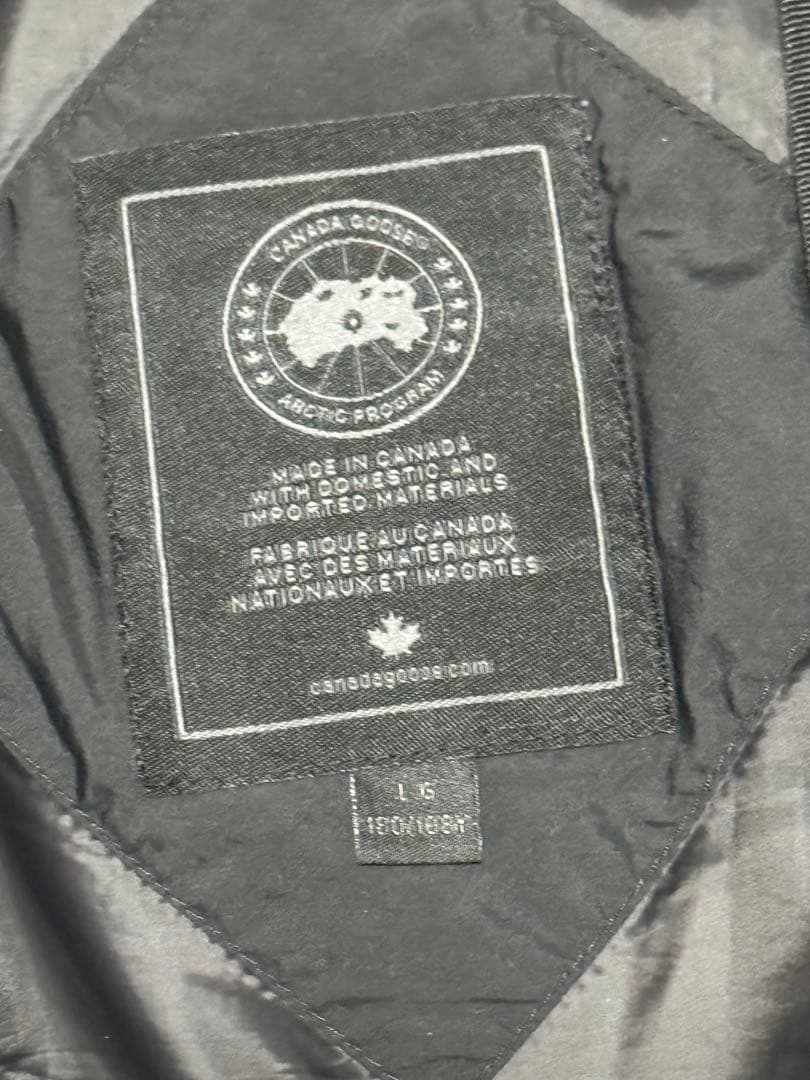 CANADA GOOSE®
ARCTIC PROGRAM
MADE IN CANADA
WITH DOMESTIC AND
IMPORTED MATERIALS
FABRIQUE AU CANADA
AVEC DES MATERIAUX
NATIONAUX ET IMPORTES
canadagoose.com
LG